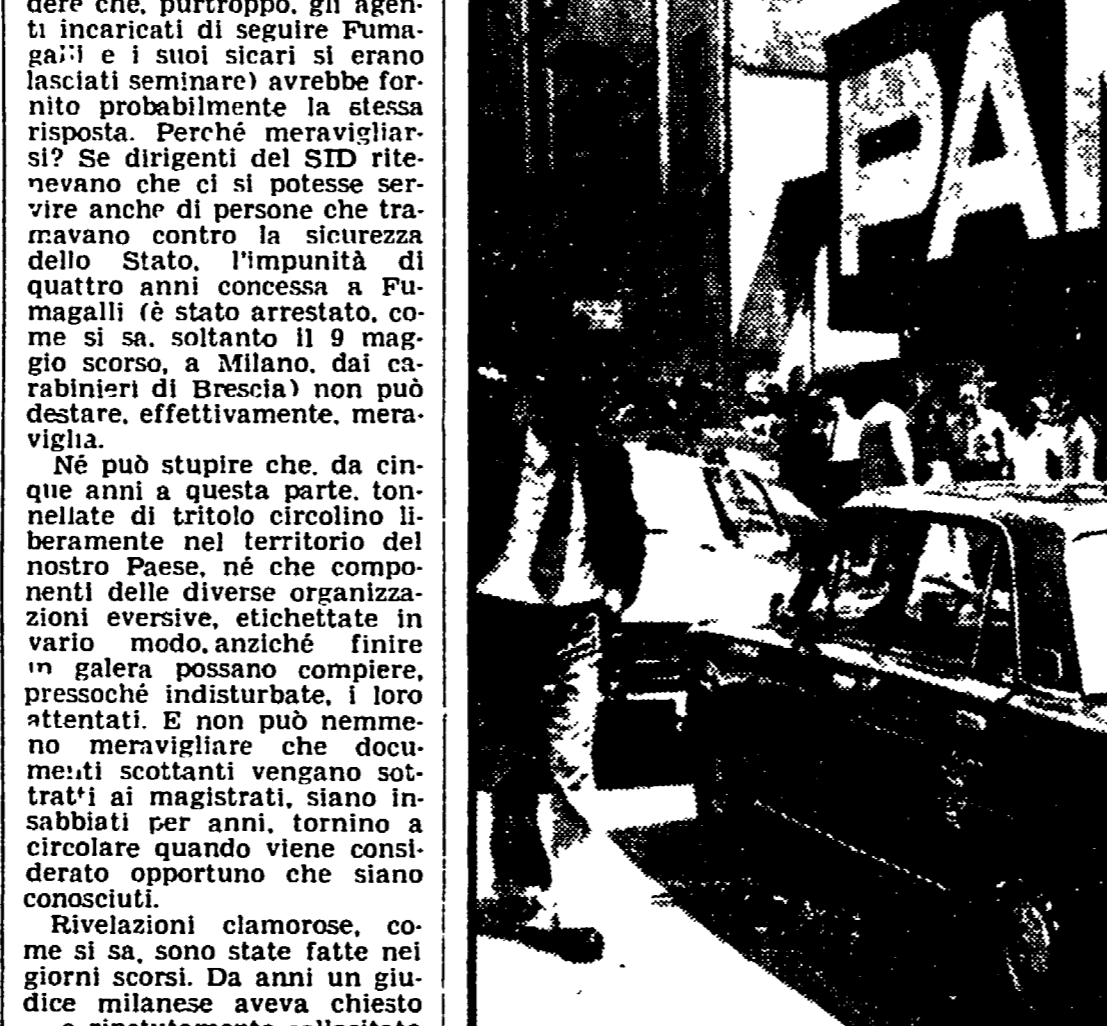 dere che, purtroppo, gli agen-
ti incaricati di seguire Fuma-
galli e i suoi sicari si erano
lasciati seminare) avrebbe for-
nito probabilmente la stessa
risposta. Perché meravigliar-
si? Se dirigenti del SID rite-
nevano che ci si potesse ser-
vire anche di persone che tra-
mavano contro la sicurezza
dello Stato, l'impunità di
quattro anni concessa a Fu-
magalli (è stato arrestato, co-
me si sa, soltanto il 9 mag-
gio scorso, a Milano, dai ca-
rabinieri di Brescia) non può
destare, effettivamente, mera-
viglia.
Né può stupire che, da cin-
que anni a questa parte, ton-
nellate di tritolo circolino li-
beramente nel territorio del
nostro Paese, né che compo-
nenti delle diverse organizza-
zioni eversive, etichettate in
vario modo, anziché finire
in galera possano compiere,
pressoché indisturbate, i loro
attentati. E non può nemme-
no meravigliare che docu-
menti scottanti vengano sot-
tratti ai magistrati, siano in-
sabbiati per anni, tornino a
circolare quando viene consi-
derato opportuno che siano
conosciuti.
Rivelazioni clamorose, co-
me si sa, sono state fatte nei
giorni scorsi. Da anni un giu-
dice milanese aveva chiesto
e ripetutamente sollecitato
PAL